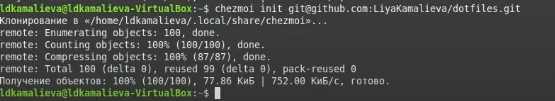 ldkamalieva@ldkamalieva-VirtualBox:~$ chezmoi init git@github.com:LiyaKamalieva/dotfiles.git
Клонирование в «/home/ldkamalieva/.local/share/chezmoi»...
remote: Enumerating objects: 100, done.
remote: Counting objects: 100% (100/100), done.
remote: Compressing objects: 100% (87/87), done.
remote: Total 100 (delta 0), reused 99 (delta 0), pack-reused 0
Получение объектов: 100% (100/100), 77.86 КиБ | 752.00 КиБ/с, готово.
ldkamalieva@ldkamalieva-VirtualBox:~$